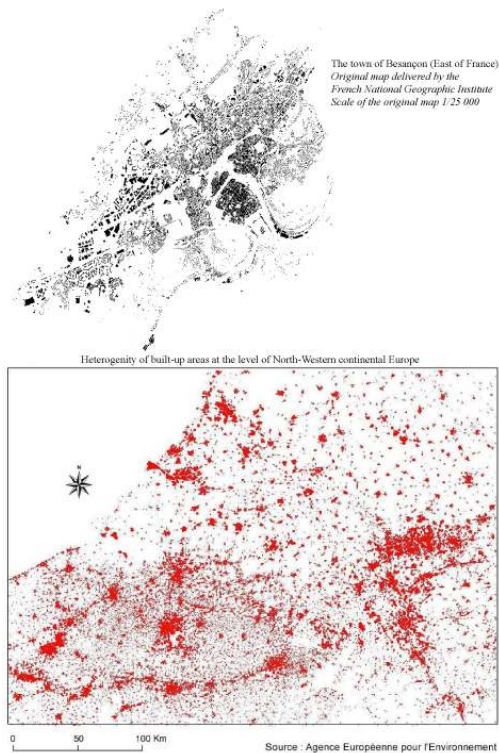 The town of Besançon (East of France)
Original map delivered by the
French National Geographic Institute
Scale of the original map 1/25 000
Heterogenity of built-up areas at the level of North-Western continental Europe
N
0 50 100 Km
Source : Agence Européenne pour l'Environnement